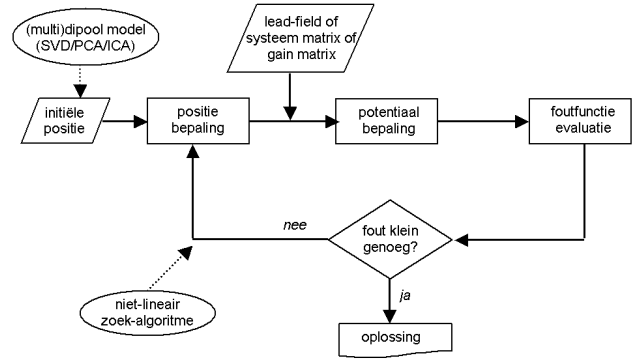 (multi)dipool model
(SVD/PCA/ICA)
lead-field of
systeem matrix of
gain matrix
initiële
positie
positie
bepaling
potentiaal
bepaling
foutfunctie
evaluatie
nee
fout klein
genoeg?
niet-lineair
zoek-algoritme
ja
oplossing